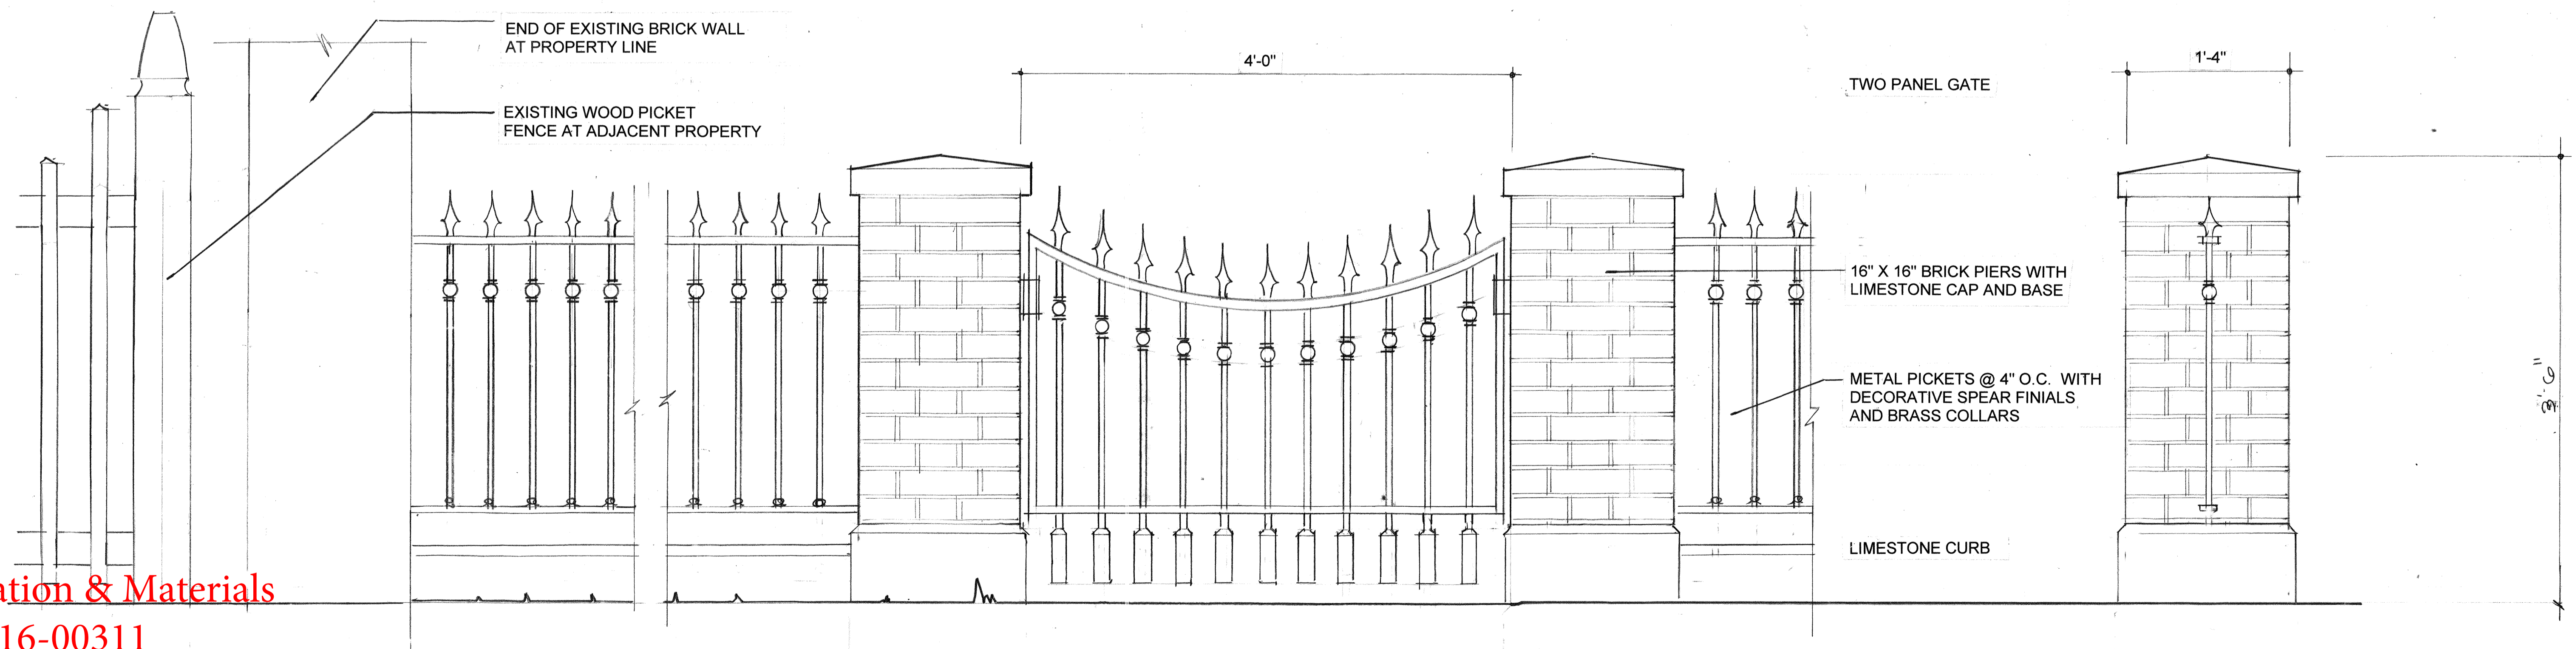 END OF EXISTING BRICK WALL
AT PROPERTY LINE
EXISTING WOOD PICKET
FENCE AT ADJACENT PROPERTY
4'-0"
TWO PANEL GATE
1'-4"
16" X 16" BRICK PIERS WITH
LIMESTONE CAP AND BASE
METAL PICKETS @ 4" O.C. WITH
DECORATIVE SPEAR FINIALS
AND BRASS COLLARS
3'-6"
LIMESTONE CURB
ation & Materials
16-00311